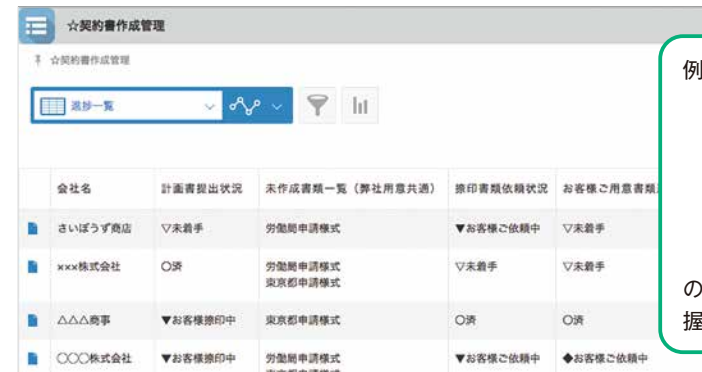 ☆契約書作成管理
☆契約書作成管理
進捗一覧
会社名 計画書提出状況 未作成書類一覧（弊社用意共通） 捺印書類依頼状況 お客様ご用意書類
さいぼうず商店 ▽未着手 労働局申請様式 ▼お客様ご依頼中 ▽未着手
×××株式会社 ○済 労働局申請様式 ▽未着手 ▽未着手
東京都申請様式
△△△商事 ▼お客様捺印中 東京都申請様式 ○済 ○済
○○○株式会社 ▼お客様捺印中 労働局申請様式 ▼お客様ご依頼中 ◆お客様ご依頼中
例
の
握